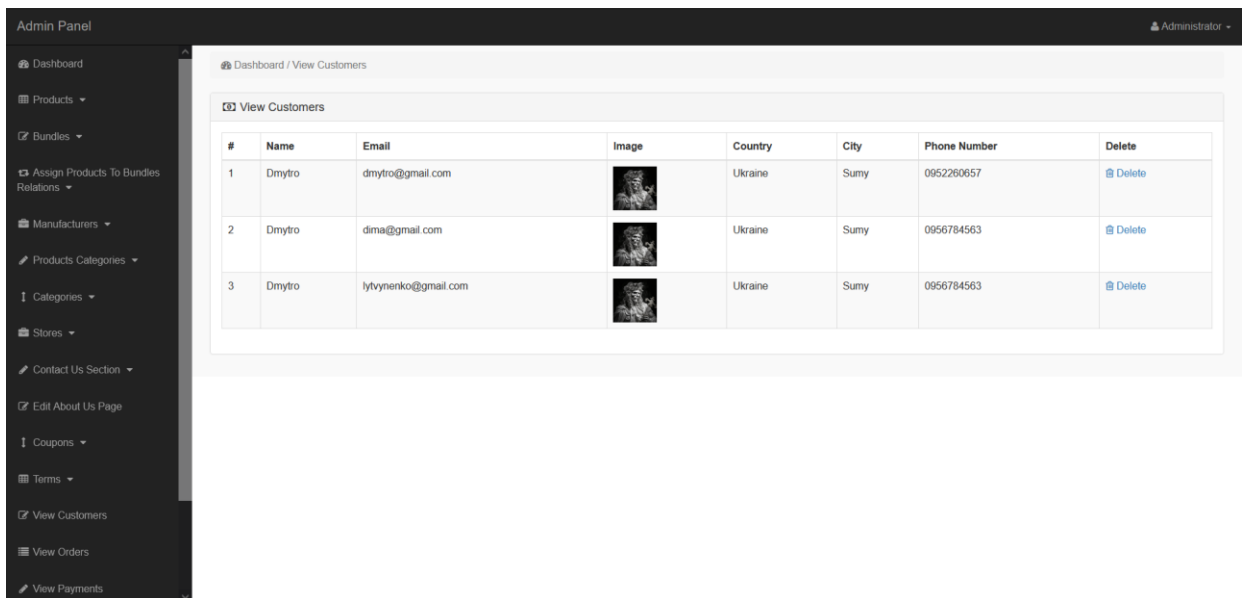 Admin Panel
Administrator
Dashboard
Products
Bundles
Assign Products To Bundles
Relations
Manufacturers
Products Categories
Categories
Stores
Contact Us Section
Edit About Us Page
Coupons
Terms
View Customers
View Orders
View Payments
Dashboard / View Customers
View Customers
# Name Email Image Country City Phone Number Delete
1 Dmytro dmytro@gmail.com Ukraine Sumy 0952260657 Delete
2 Dmytro dima@gmail.com Ukraine Sumy 0956784563 Delete
3 Dmytro lytvynenko@gmail.com Ukraine Sumy 0956784563 Delete